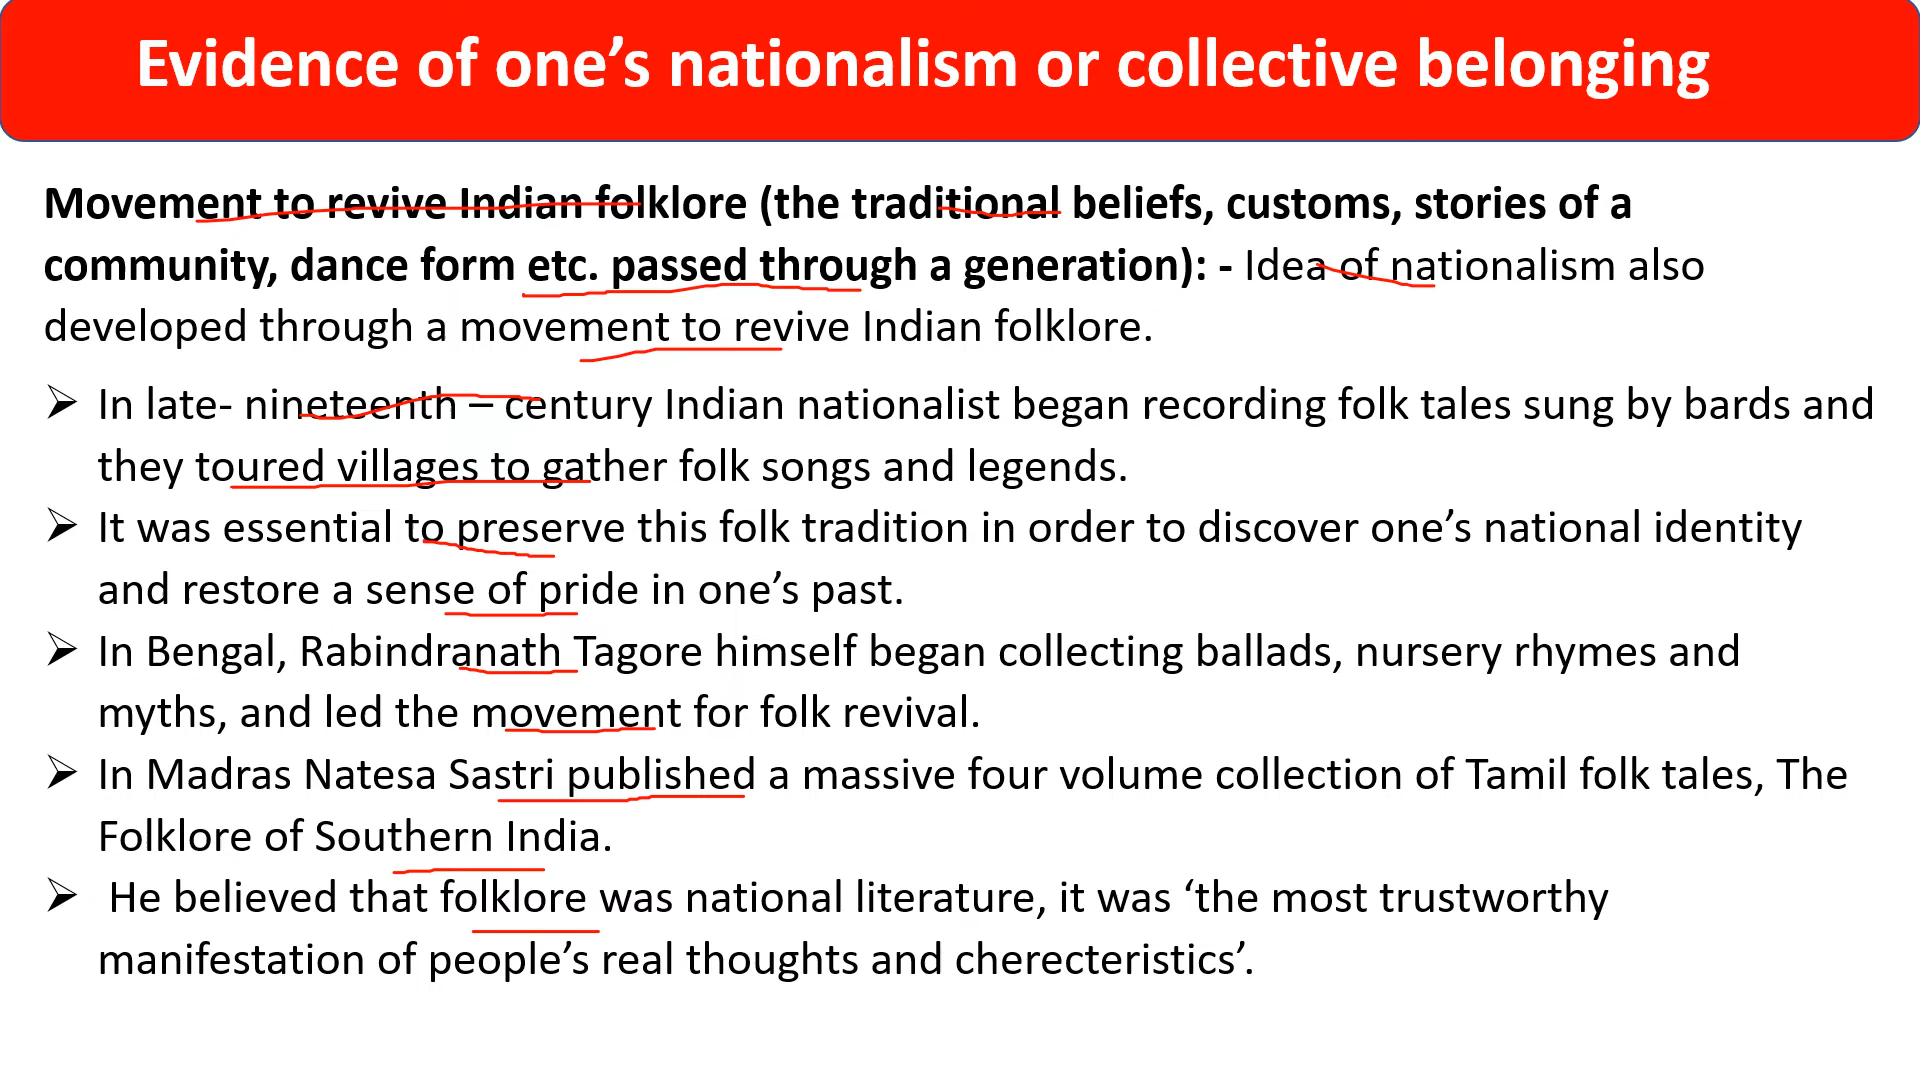 Evidence of one’s nationalism or collective belonging
Movement to revive Indian folklore (the traditional beliefs, customs, stories of a
community, dance form etc. passed through a generation): - Idea of nationalism also
developed through a movement to revive Indian folklore.
➢ In late- nineteenth – century Indian nationalist began recording folk tales sung by bards and
they toured villages to gather folk songs and legends.
➢ It was essential to preserve this folk tradition in order to discover one’s national identity
and restore a sense of pride in one’s past.
➢ In Bengal, Rabindranath Tagore himself began collecting ballads, nursery rhymes and
myths, and led the movement for folk revival.
➢ In Madras Natesa Sastri published a massive four volume collection of Tamil folk tales, The
Folklore of Southern India.
➢ He believed that folklore was national literature, it was ‘the most trustworthy
manifestation of people’s real thoughts and cherecteristics’.